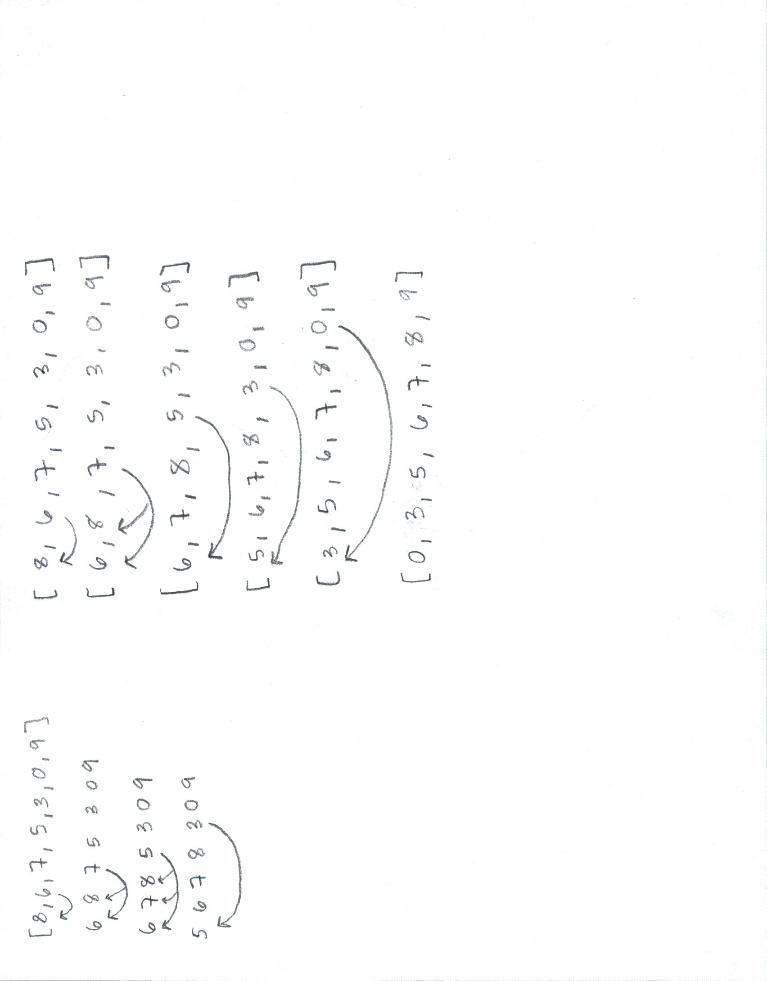 [8,6,7,5,3,0,9]
6 8 7 5 3 0 9
6 7 8 5 3 0 9
5 6 7 8 3 0 9
[8, 6, 7, 5, 3, 0, 9]
[6, 8, 7, 5, 3, 0, 9]
[6, 7, 8, 5, 3, 0, 9]
[5, 6, 7, 8, 3, 0, 9]
[3, 5, 6, 7, 8, 0, 9]
[0, 3, 5, 6, 7, 8, 9]